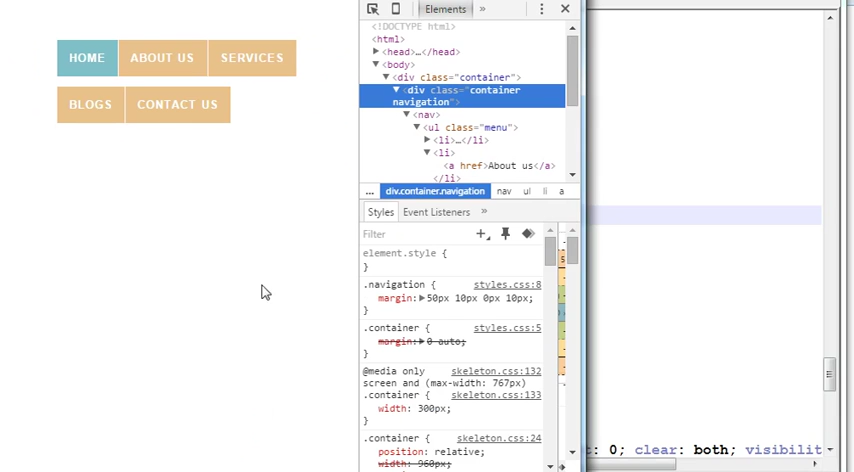 HOME ABOUT US SERVICES
BLOGS CONTACT US
Elements »
<!DOCTYPE html>
<html>
<head>…</head>
<body>
<div class="container">
<div class="container
navigation">
<nav>
<ul class="menu">
<li>…</li>
<li>
<a href>About us</a>
</li>
... div.container.navigation nav ul li a
Styles Event Listeners »
Filter
element.style {
}
.navigation { styles.css:8
margin: 50px 10px 0px 10px;
}
.container { styles.css:5
margin: 0 auto;
}
@media only skeleton.css:132
screen and (max-width: 767px)
.container { skeleton.css:133
width: 300px;
}
.container { skeleton.css:24
position: relative;
width: 960px;
: 0; clear: both; visibilit